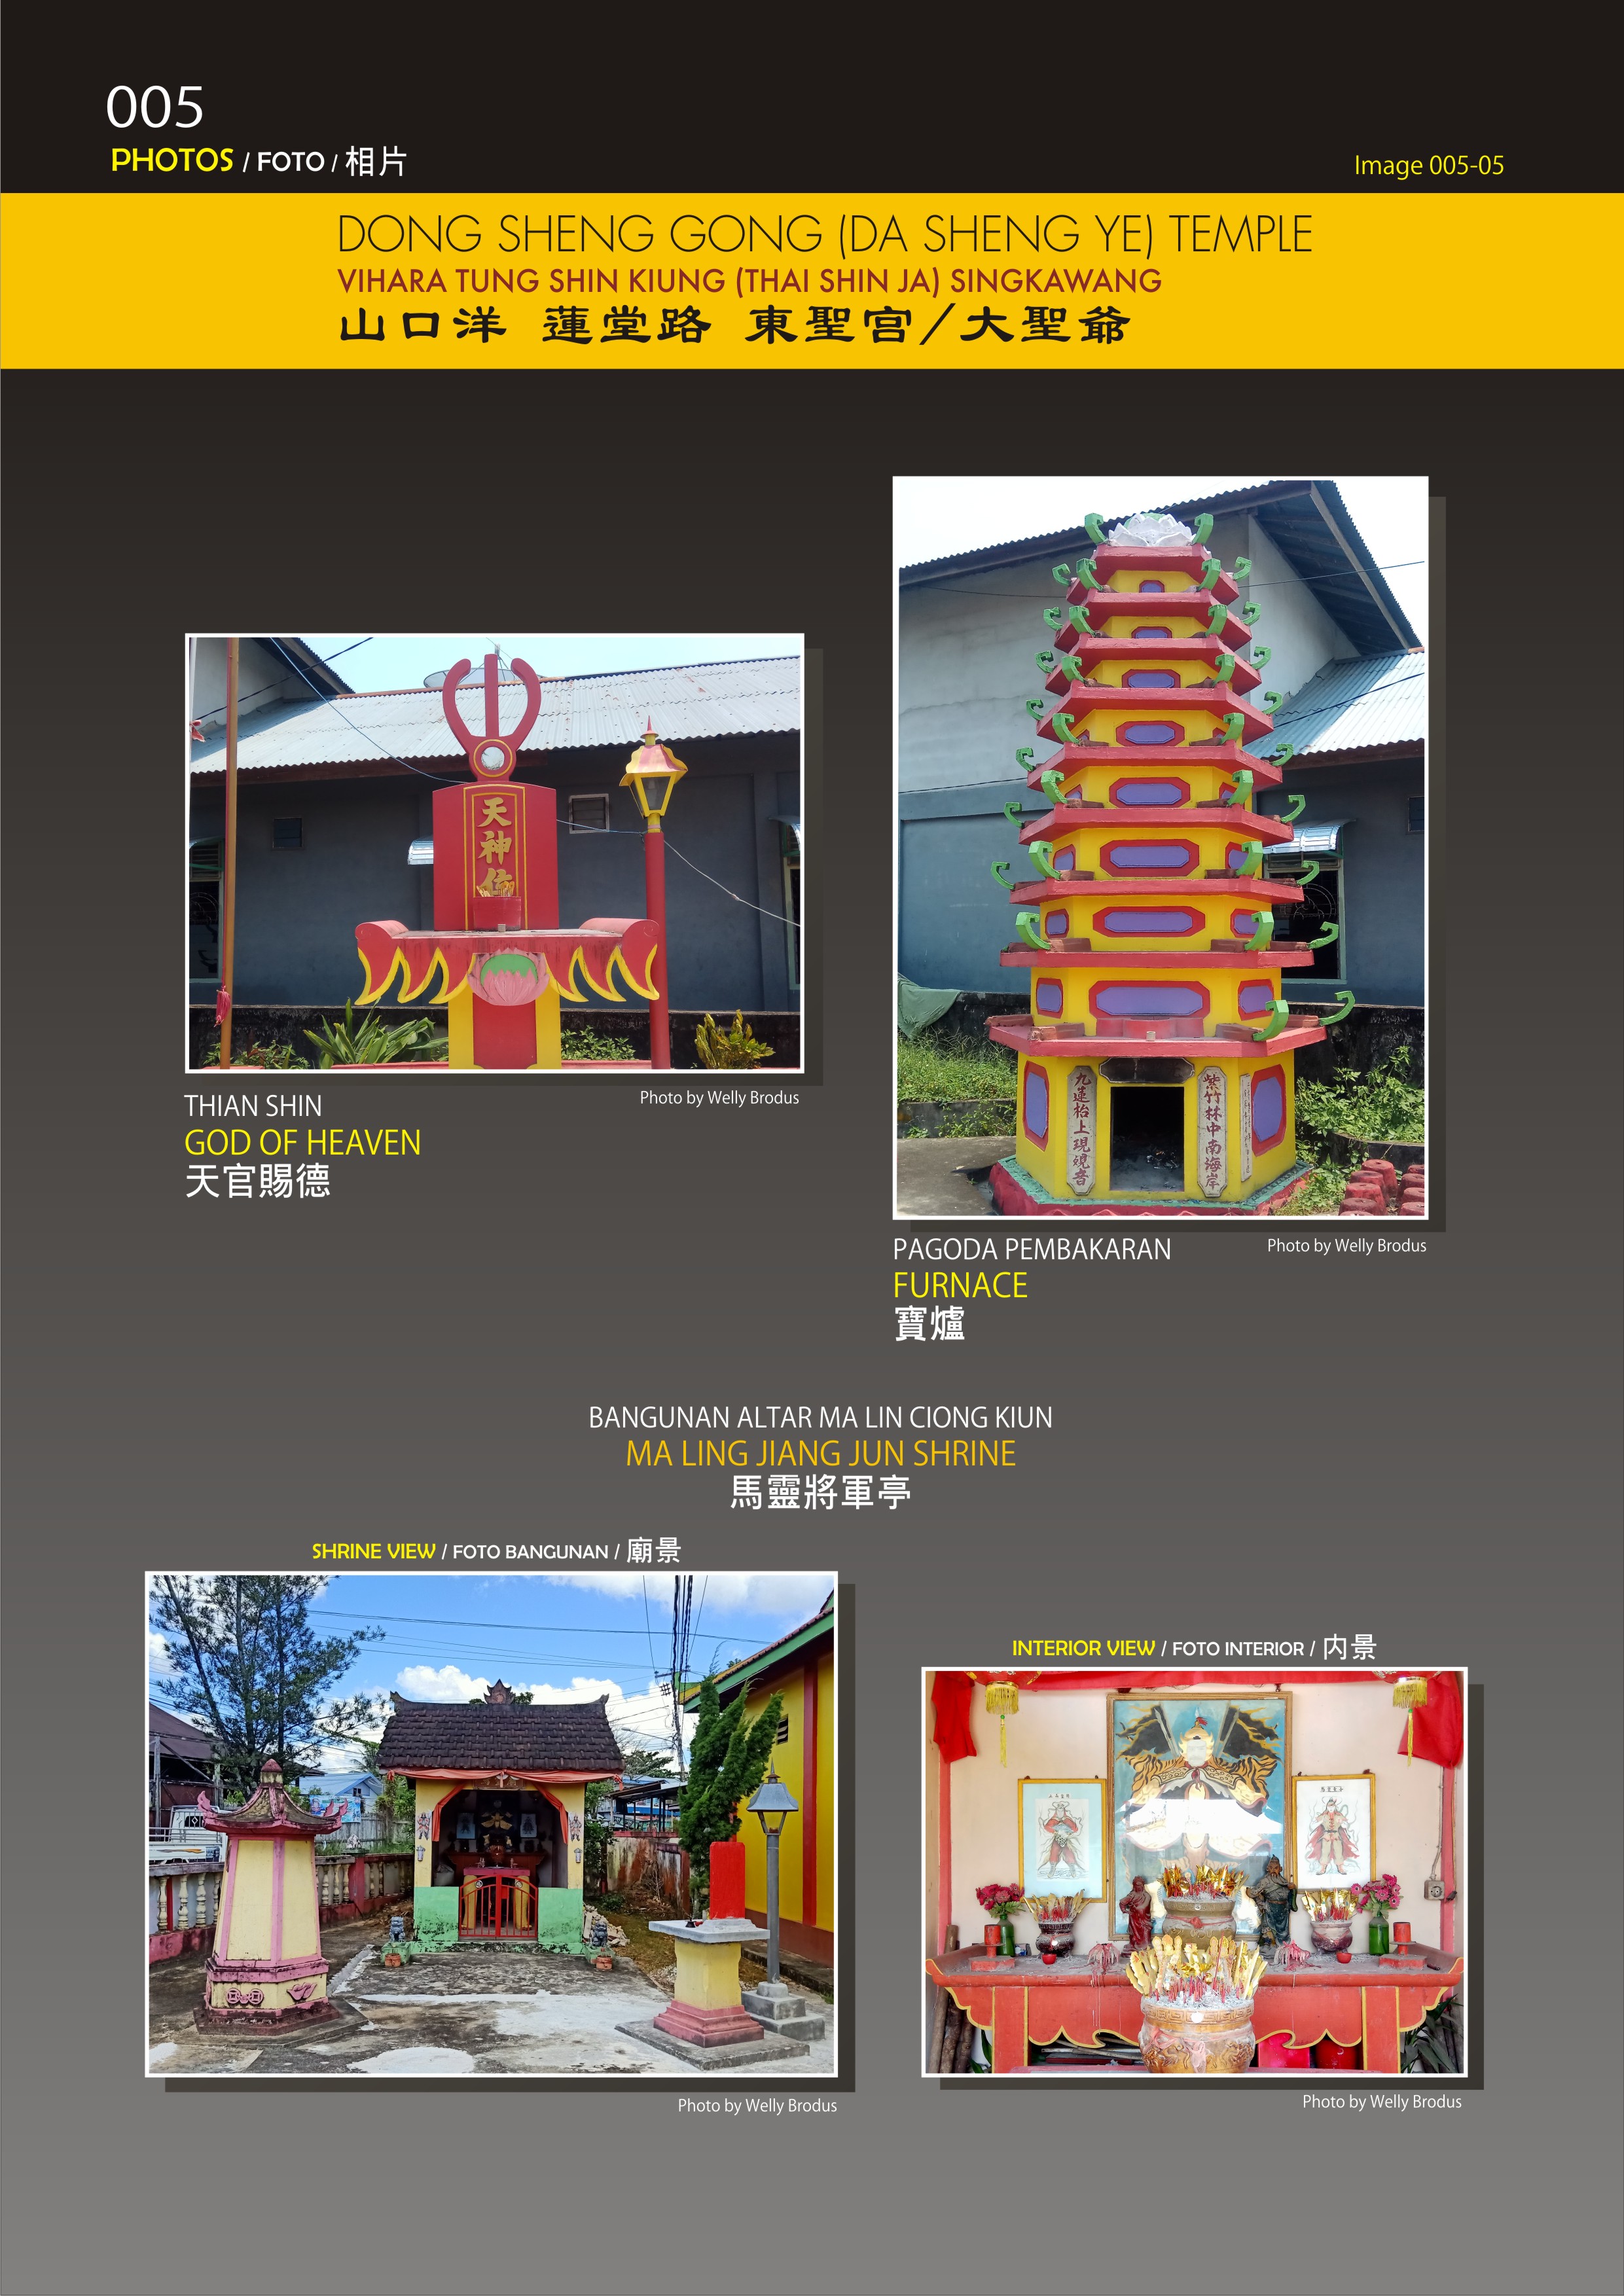 005
PHOTOS / FOTO / 相片
Image 005-05
DONG SHENG GONG (DA SHENG YE) TEMPLE
VIHARA TUNG SHIN KIUNG (THAI SHIN JA) SINGKAWANG
山口洋 蓮堂路 東聖宮/大聖爺
天神位
Photo by Welly Brodus
THIAN SHIN
GOD OF HEAVEN
天官賜德
紫竹林中南海岸
九蓮枱上現觀音
PAGODA PEMBAKARAN
Photo by Welly Brodus
FURNACE
寶爐
BANGUNAN ALTAR MA LIN CIONG KIUN
MA LING JIANG JUN SHRINE
馬靈將軍亭
SHRINE VIEW / FOTO BANGUNAN / 廟景
Photo by Welly Brodus
INTERIOR VIEW / FOTO INTERIOR / 内景
Photo by Welly Brodus